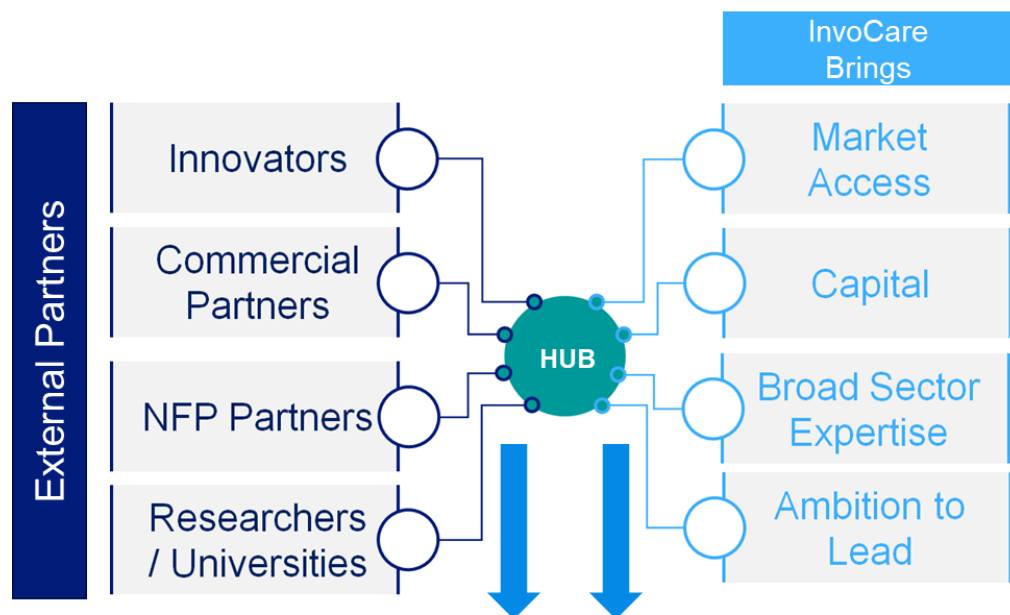 InvoCare
Brings
External Partners
Innovators
Commercial
Partners
NFP Partners
Researchers
/ Universities
HUB
Market
Access
Capital
Broad Sector
Expertise
Ambition to
Lead